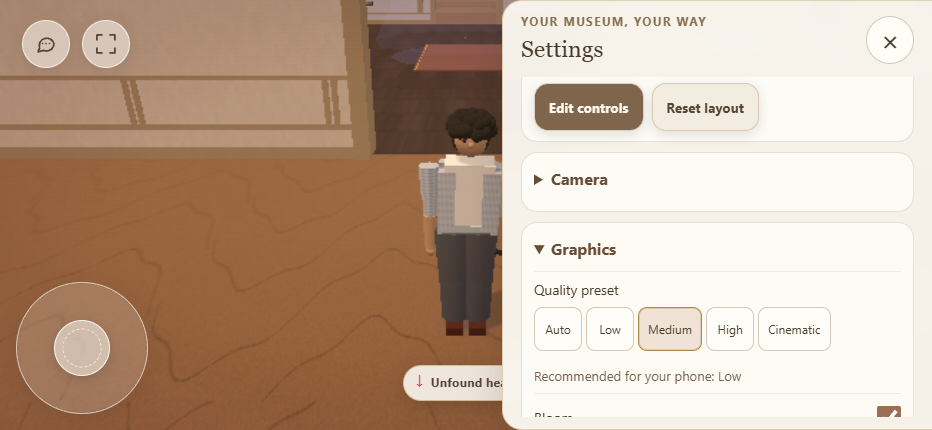 YOUR MUSEUM, YOUR WAY
Settings
Edit controls
Reset layout
Camera
Graphics
Quality preset
Auto
Low
Medium
High
Cinematic
Recommended for your phone: Low
Unfound
Bloom